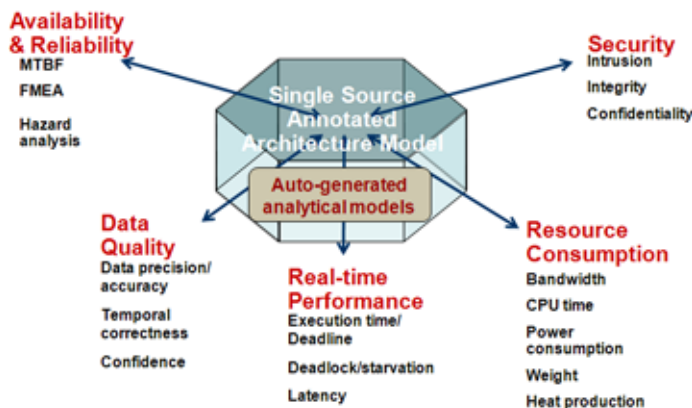 Availability
& Reliability
MTBF
FMEA
Hazard
analysis
Single Source
Annotated
Architecture Model
Security
Intrusion
Integrity
Confidentiality
Auto-generated
analytical models
Data
Quality
Data precision/
accuracy
Temporal
correctness
Confidence
Real-time
Performance
Execution time/
Deadline
Deadlock/starvation
Latency
Resource
Consumption
Bandwidth
CPU time
Power
consumption
Weight
Heat production